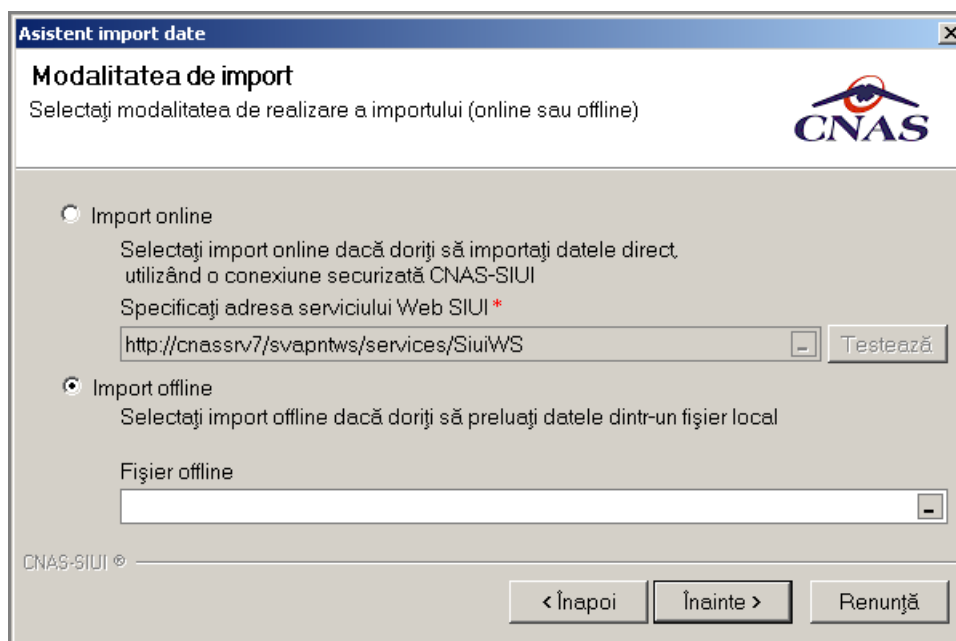 Asistent import date
Modalitatea de import
Selectaţi modalitatea de realizare a importului (online sau offline)
CNAS
Import online
Selectaţi import online dacă doriţi să importaţi datele direct,
utilizând o conexiune securizată CNAS-SIUI
Specificaţi adresa serviciului Web SIUI *
http://cnassrv7/svapntws/services/SiuiWS
Testează
Import offline
Selectaţi import offline dacă doriţi să preluaţi datele dintr-un fişier local
Fişier offline
CNAS-SIUI ®
< Înapoi
Înainte >
Renunţă